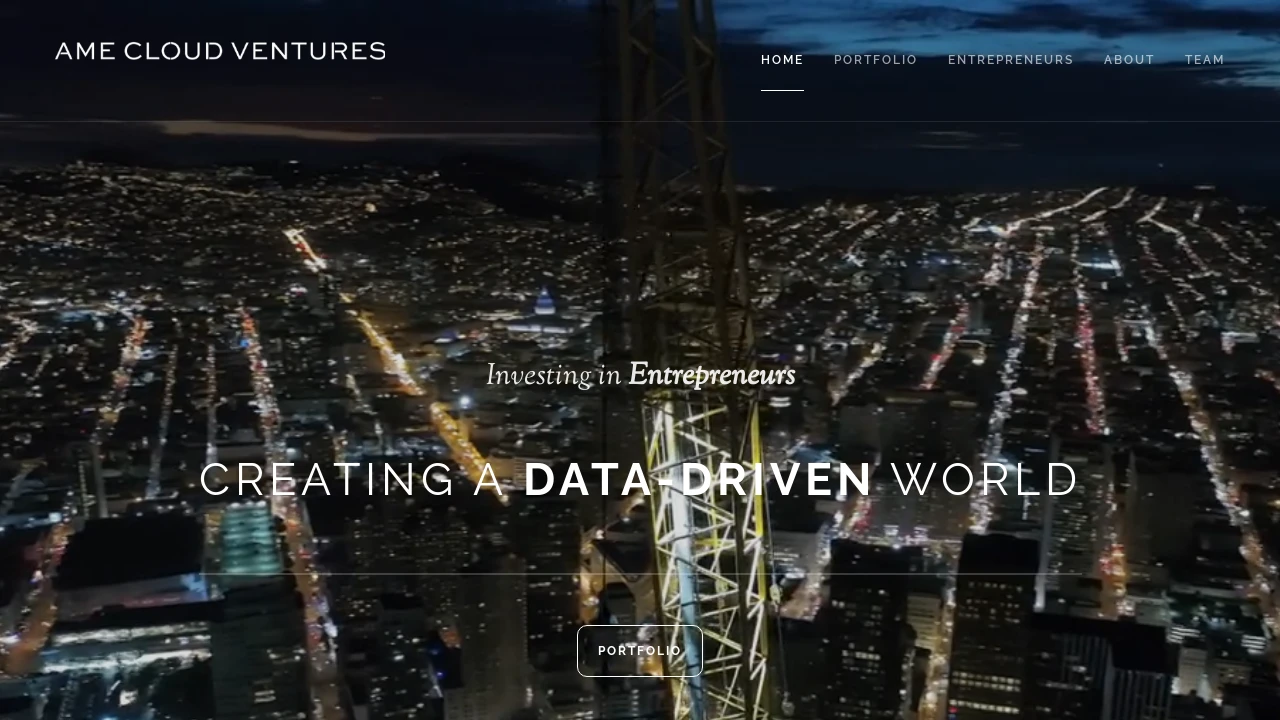 AME CLOUD VENTURES
HOME PORTFOLIO ENTREPRENEURS ABOUT TEAM
Investing in Entrepreneurs
CREATING A DATA-DRIVEN WORLD
PORTFOLIO